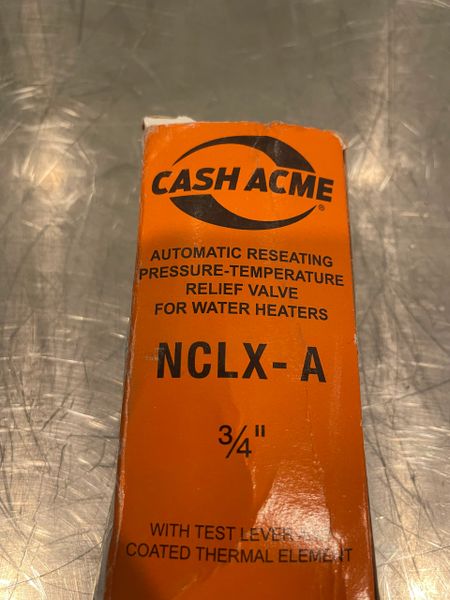 CASH ACME®
AUTOMATIC RESEATING
PRESSURE-TEMPERATURE
RELIEF VALVE
FOR WATER HEATERS
NCLX-A
3/4"
WITH TEST LEVER AND
COATED THERMAL ELEMENT